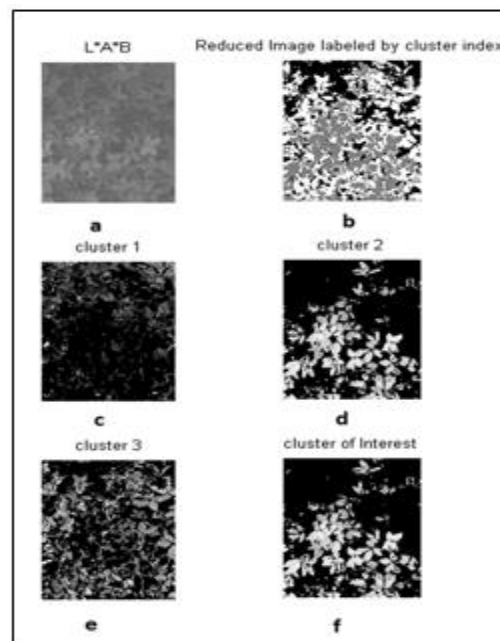 L*A*B
Reduced Image labeled by cluster index
a
b
cluster 1
cluster 2
c
d
cluster 3
cluster of Interest
e
f